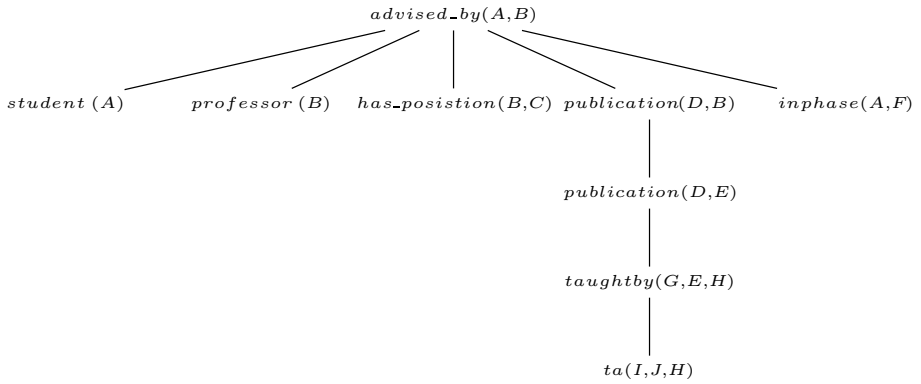 advised_by(A,B)
student (A) professor (B) has_posistion(B,C) publication(D,B) inphase(A,F)
publication(D,E)
taughtby(G,E,H)
ta(I,J,H)